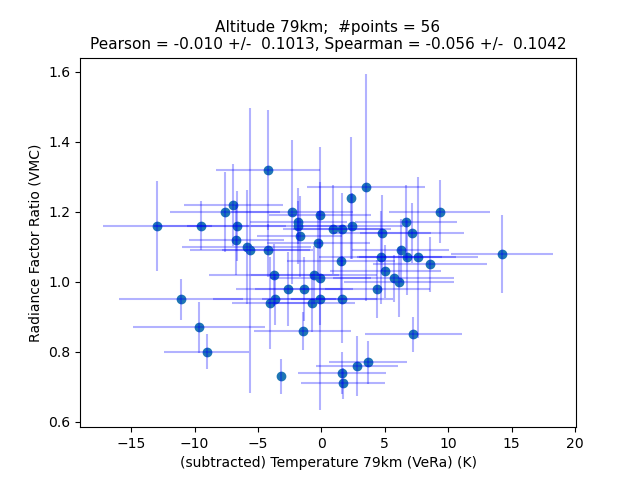 Altitude 79km;  #points = 56
Pearson = -0.010 +/-  0.1013, Spearman = -0.056 +/-  0.1042
1.6
1.4
1.2
1.0
0.8
0.6
Radiance Factor Ratio (VMC)
−15 −10 −5 0 5 10 15 20
(subtracted) Temperature 79km (VeRa) (K)